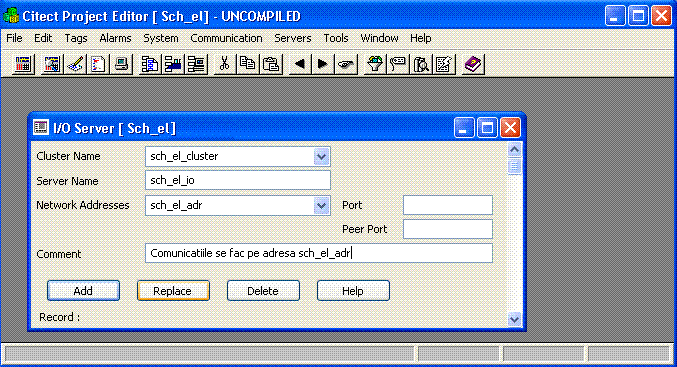 Citect Project Editor [ Sch_el] - UNCOMPILED
File Edit Tags Alarms System Communication Servers Tools Window Help
I/O Server [ Sch_el]
Cluster Name sch_el_cluster
Server Name sch_el_io
Network Addresses sch_el_adr Port
Peer Port
Comment Comunicatiile se fac pe adresa sch_el_adr
Add Replace Delete Help
Record :